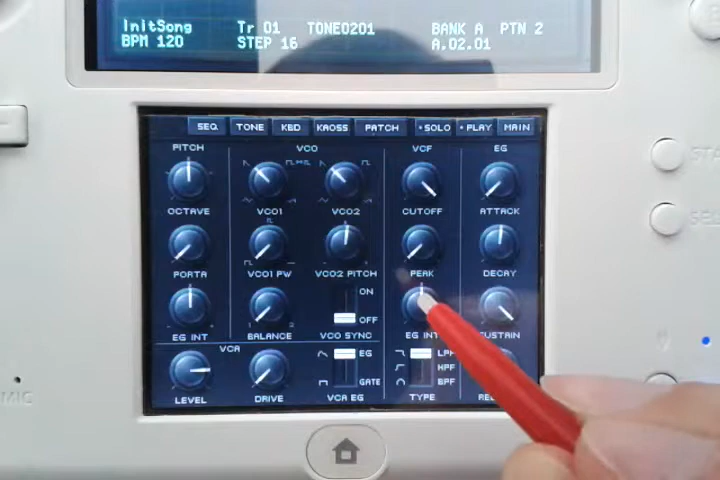 InitSong Tr 01 TONE0201 BANK A PTN 2
BPM 120 STEP 16 A.02.01
SEQ TONE KBD KAOSS PATCH SOLO PLAY MAIN
PITCH VCO VCF EG
OCTAVE VCO1 VCO2 CUTOFF ATTACK
PORTA VCO1 PW VCO2 PITCH PEAK DECAY
ON
OFF
EG INT BALANCE 1 2 VCO SYNC EG INT SUSTAIN
VCA
EG LPF
HPF
GATE BPF
LEVEL DRIVE VCA EG TYPE
MIC